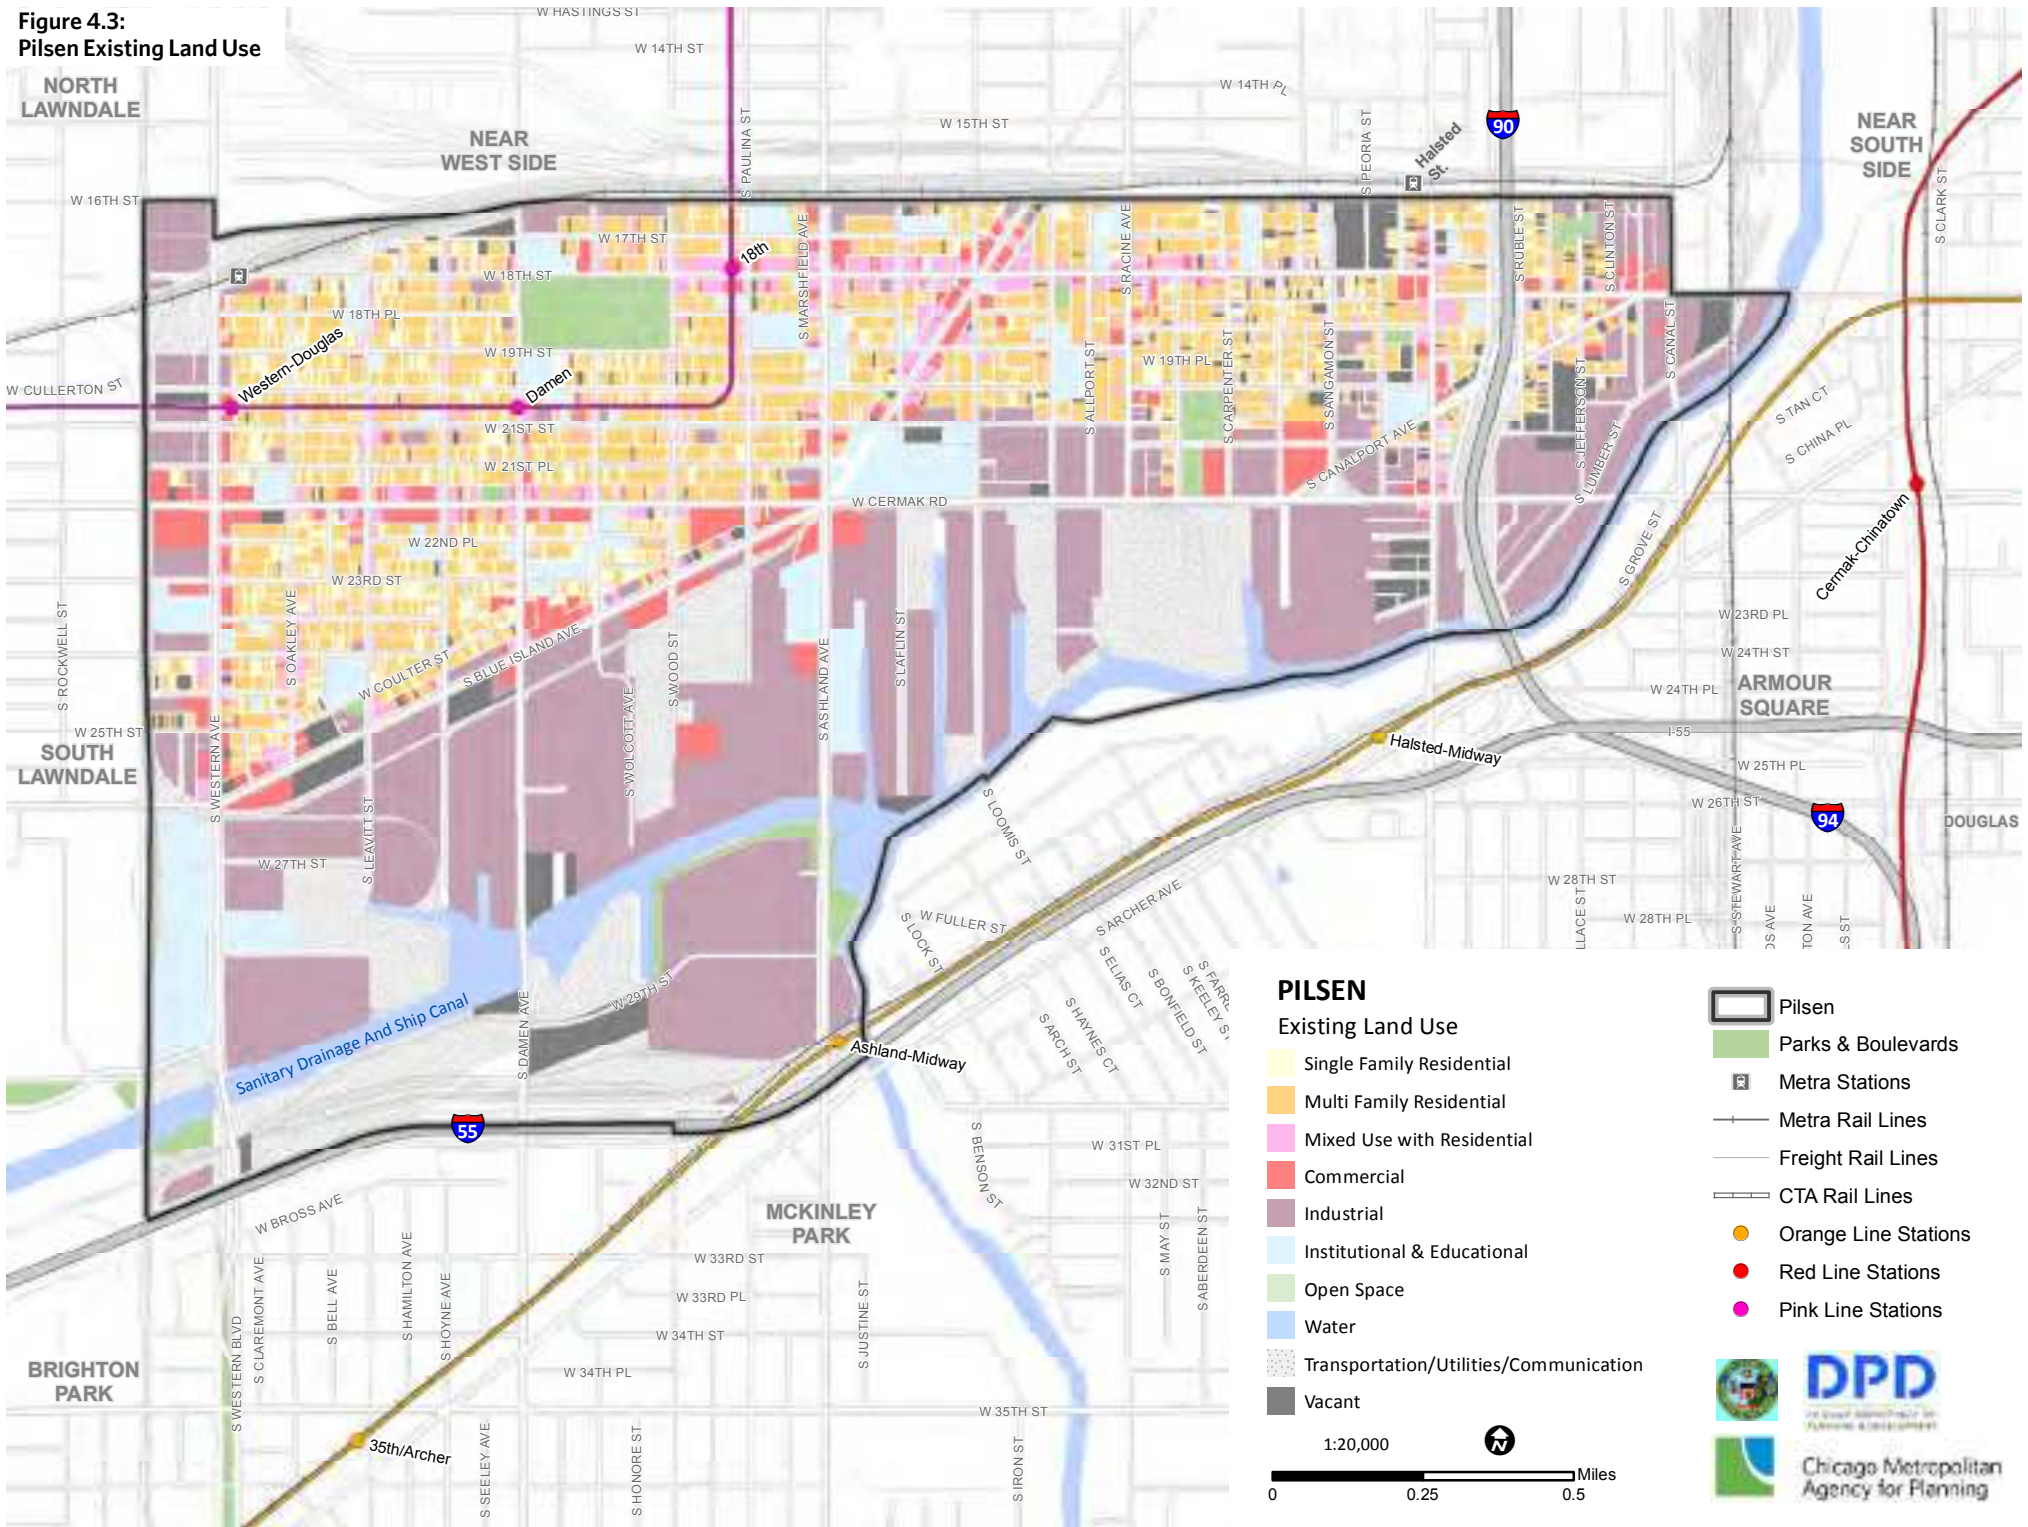 Figure 4.3:
Pilsen Existing Land Use
W HASTINGS ST
W 14TH ST
W 14TH PL
W 15TH ST
NORTH
LAWNDALE
NEAR
WEST SIDE
NEAR
SOUTH
SIDE
S PAULINA ST
S PEORIA ST
Halsted
St.
90
S CLARK ST
W 16TH ST
W 17TH ST
18th
W 18TH ST
W 18TH PL
S MARSHFIELD AVE
S RACINE AVE
S RUBLE ST
S CLINTON ST
Western-Douglas
W 19TH ST
W 19TH PL
Damen
W CULLERTON ST
S ALLPORT ST
S CARPENTER ST
S SANGAMON ST
S CANAL ST
S JEFFERSON ST
S TAN CT
S CHINA PL
W 21ST ST
W 21ST PL
S CANALPORT AVE
S LUMBER ST
W CERMAK RD
Cermak-Chinatown
S GROVE ST
W 22ND PL
W 23RD ST
W 23RD PL
S ROCKWELL ST
S OAKLEY AVE
W COULTER ST
S BLUE ISLAND AVE
S WOOD ST
S WOLCOTT AVE
S ASHLAND AVE
S LAFLIN ST
W 24TH ST
W 24TH PL
ARMOUR
SQUARE
W 25TH ST
SOUTH
LAWNDALE
S WESTERN AVE
I-55
Halsted-Midway
W 25TH PL
W 26TH ST
94
DOUGLAS
S LEAVITT ST
W 27TH ST
S LOOMIS ST
S STEWART AVE
W 28TH ST
W 28TH PL
LLACE ST
DS AVE
TON AVE
LS ST
S ARCHER AVE
W FULLER ST
S LOCK ST
S ELIAS CT
S BONFIELD ST
S KEELEY ST
S FARR
S HAYNES CT
S ARCH ST
W 29TH ST
S DAMEN AVE
Sanitary Drainage And Ship Canal
Ashland-Midway
55
S BENSON ST
W 31ST PL
W 32ND ST
S MAY ST
S ABERDEEN ST
W BROSS AVE
MCKINLEY
PARK
W 33RD ST
W 33RD PL
W 34TH ST
W 34TH PL
W 35TH ST
S JUSTINE ST
S IRON ST
S WESTERN BLVD
S CLAREMONT AVE
S BELL AVE
S HAMILTON AVE
S HOYNE AVE
BRIGHTON
PARK
35th/Archer
S SEELEY AVE
S HONORE ST
PILSEN
Existing Land Use
Single Family Residential
Multi Family Residential
Mixed Use with Residential
Commercial
Industrial
Institutional & Educational
Open Space
Water
Transportation/Utilities/Communication
Vacant
1:20,000
N
Miles
0
0.25
0.5
Pilsen
Parks & Boulevards
Metra Stations
Metra Rail Lines
Freight Rail Lines
CTA Rail Lines
Orange Line Stations
Red Line Stations
Pink Line Stations
DPD
Chicago Metropolitan
Agency for Planning